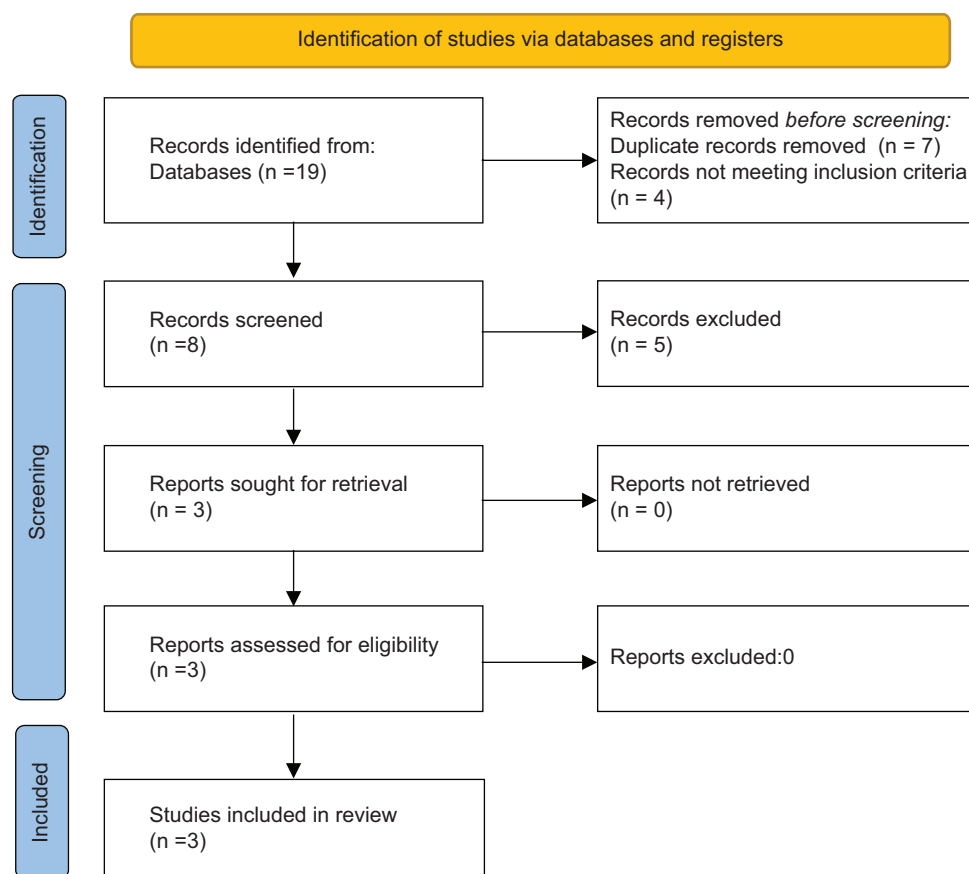 Identification of studies via databases and registers
Identification
Records identified from:
Databases (n =19)
Records removed before screening:
Duplicate records removed (n = 7)
Records not meeting inclusion criteria
(n = 4)
Screening
Records screened
(n =8)
Records excluded
(n = 5)
Reports sought for retrieval
(n = 3)
Reports not retrieved
(n = 0)
Reports assessed for eligibility
(n =3)
Reports excluded:0
Included
Studies included in review
(n =3)